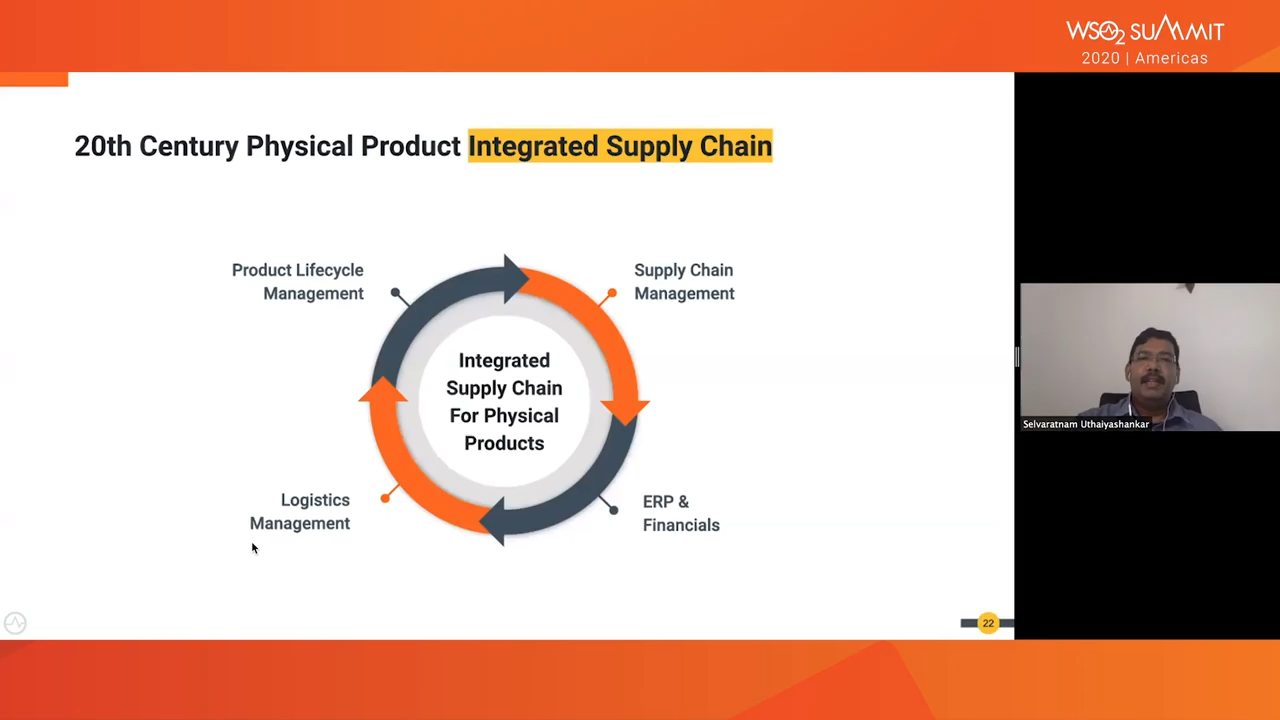 WSO2 SUMMIT
2020 | Americas
20th Century Physical Product Integrated Supply Chain
Product Lifecycle
Management
Supply Chain
Management
Integrated
Supply Chain
For Physical
Products
Logistics
Management
ERP &
Financials
Selvaratnam Uthaiyashankar
22